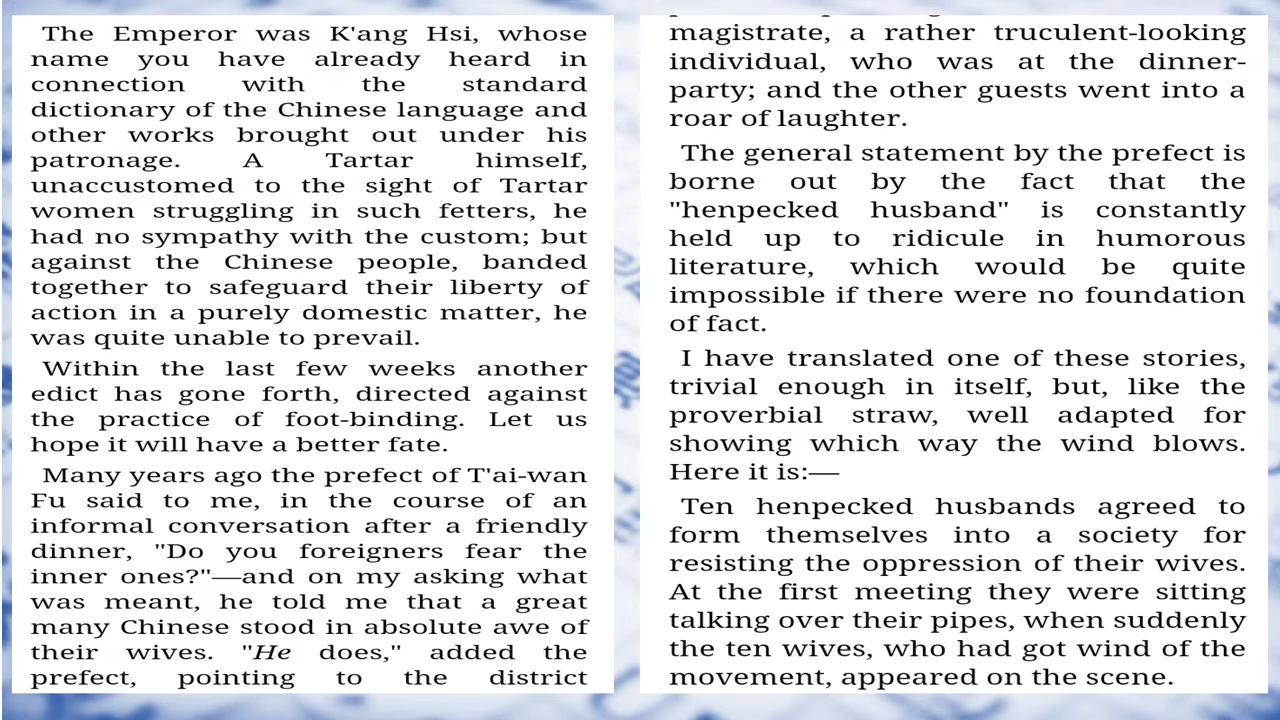 The Emperor was K'ang Hsi, whose
name you have already heard in
connection with the standard
dictionary of the Chinese language and
other works brought out under his
patronage. A Tartar himself,
unaccustomed to the sight of Tartar
women struggling in such fetters, he
had no sympathy with the custom; but
against the Chinese people, banded
together to safeguard their liberty of
action in a purely domestic matter, he
was quite unable to prevail.
Within the last few weeks another
edict has gone forth, directed against
the practice of foot-binding. Let us
hope it will have a better fate.
Many years ago the prefect of T'ai-wan
Fu said to me, in the course of an
informal conversation after a friendly
dinner, "Do you foreigners fear the
inner ones?"—and on my asking what
was meant, he told me that a great
many Chinese stood in absolute awe of
their wives. "He does," added the
prefect, pointing to the district
magistrate, a rather truculent-looking
individual, who was at the dinner-
party; and the other guests went into a
roar of laughter.
The general statement by the prefect is
borne out by the fact that the
"henpecked husband" is constantly
held up to ridicule in humorous
literature, which would be quite
impossible if there were no foundation
of fact.
I have translated one of these stories,
trivial enough in itself, but, like the
proverbial straw, well adapted for
showing which way the wind blows.
Here it is:—
Ten henpecked husbands agreed to
form themselves into a society for
resisting the oppression of their wives.
At the first meeting they were sitting
talking over their pipes, when suddenly
the ten wives, who had got wind of the
movement, appeared on the scene.